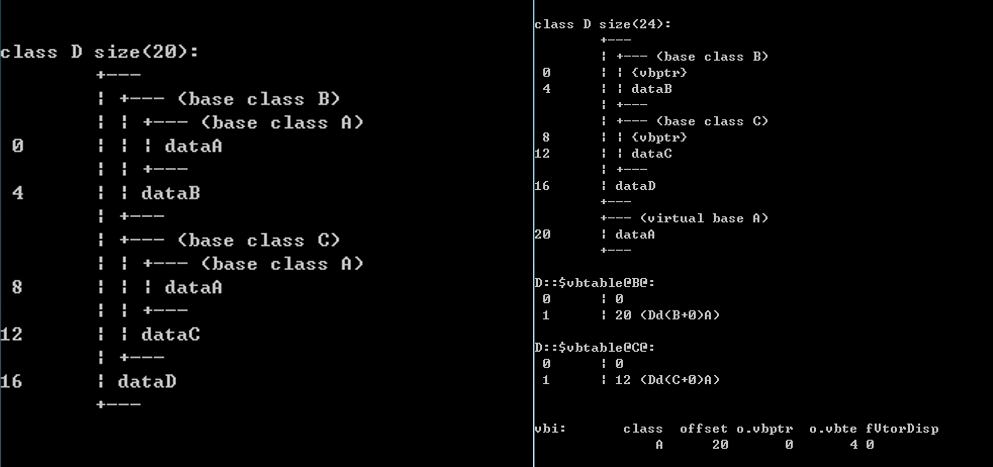 class D size(20):
+---
¦ +--- (base class B)
¦ ¦ +--- (base class A)
0 ¦ ¦ ¦ dataA
¦ ¦ +---
4 ¦ ¦ dataB
¦ +---
¦ +--- (base class C)
¦ ¦ +--- (base class A)
8 ¦ ¦ ¦ dataA
¦ ¦ +---
12 ¦ ¦ dataC
¦ +---
16 ¦ dataD
+---
class D size(24):
+---
¦ +--- (base class B)
0 ¦ ¦ {vbptr}
4 ¦ ¦ dataB
¦ +---
¦ +--- (base class C)
8 ¦ ¦ {vbptr}
12 ¦ ¦ dataC
¦ +---
16 ¦ dataD
+---
+--- (virtual base A)
20 ¦ dataA
+---
D::$vbtable@B@:
0 ¦ 0
1 ¦ 20 (Dd(B+0)A)
D::$vbtable@C@:
0 ¦ 0
1 ¦ 12 (Dd(C+0)A)
vbi: class offset o.vbptr o.vbte fVtorDisp
A 20 0 4 0